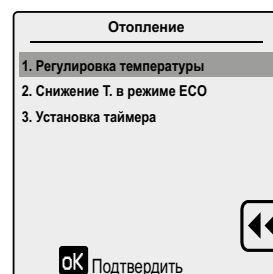 Отопление
1. Регулировка температуры
2. Снижение Т. в режиме ECO
3. Установка таймера
oK Подтвердить